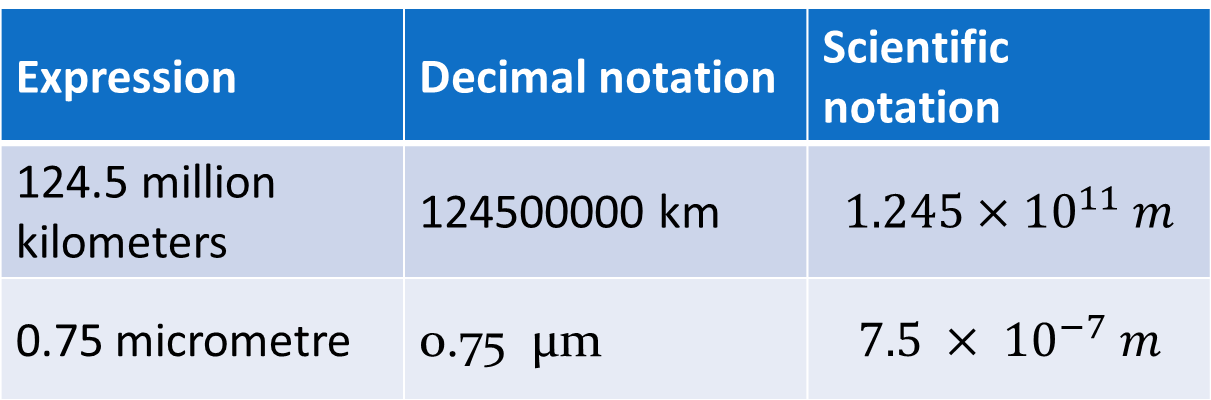 Expression Decimal notation Scientific
notation
124.5 million
kilometers 124500000 km 1.245 × 10¹¹ m
0.75 micrometre 0.75 μm 7.5 × 10⁻⁷ m